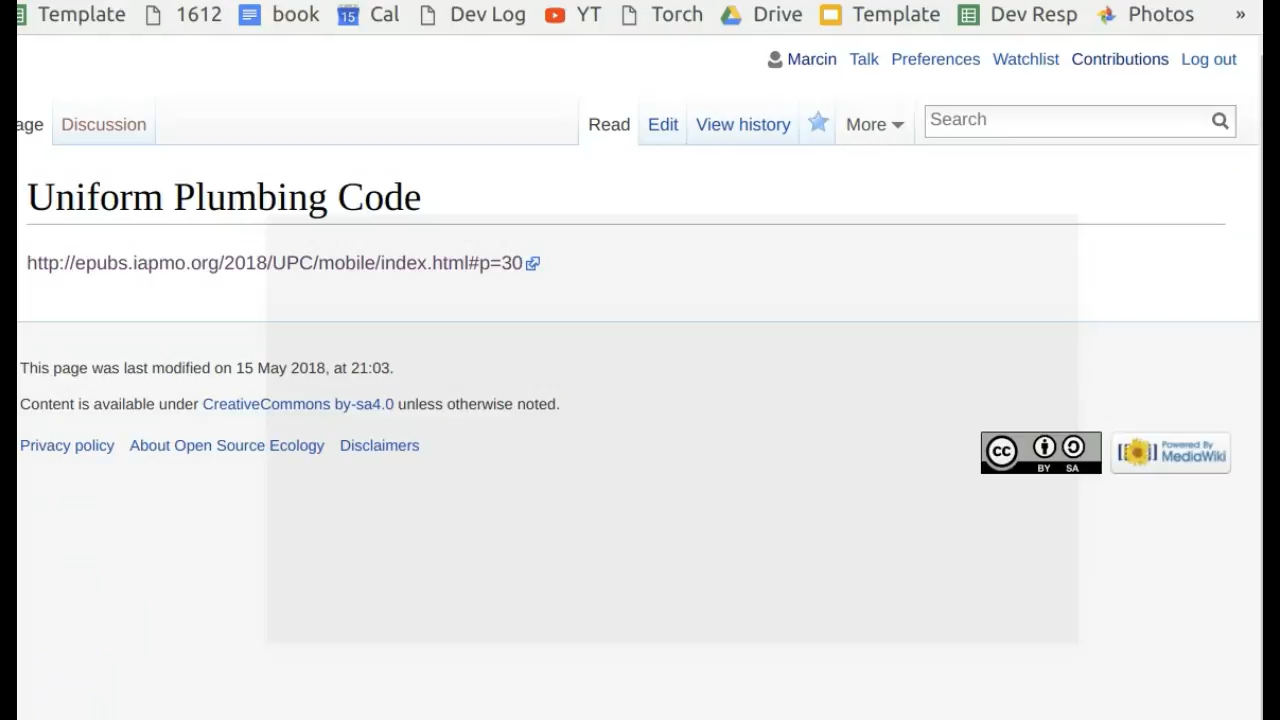 Template 1612 book Cal Dev Log YT Torch Drive Template Dev Resp Photos »
Marcin Talk Preferences Watchlist Contributions Log out
age Discussion Read Edit View history More Search
Uniform Plumbing Code
http://epubs.iapmo.org/2018/UPC/mobile/index.html#p=30
This page was last modified on 15 May 2018, at 21:03.
Content is available under CreativeCommons by-sa4.0 unless otherwise noted.
Privacy policy About Open Source Ecology Disclaimers
cc BY SA
Powered By
MediaWiki